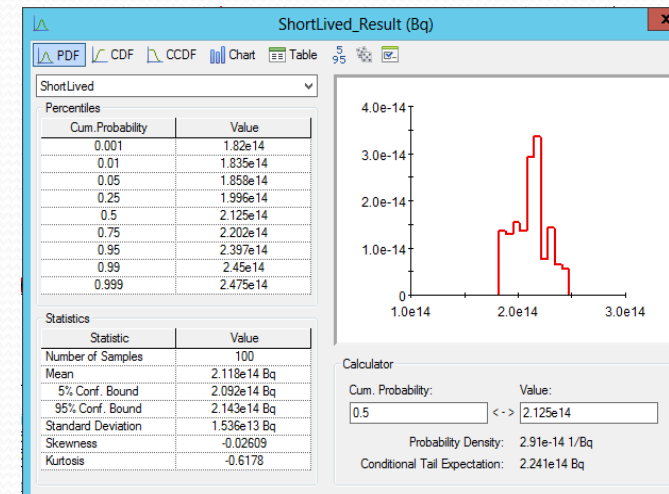 ShortLived_Result (Bq)
x
PDF CDF CCDF Chart Table 5 95
ShortLived
Percentiles
Cum.Probability Value
0.001 1.82e14
0.01 1.835e14
0.05 1.858e14
0.25 1.996e14
0.5 2.125e14
0.75 2.202e14
0.95 2.397e14
0.99 2.45e14
0.999 2.475e14
Statistics
Statistic Value
Number of Samples 100
Mean 2.118e14 Bq
5% Conf. Bound 2.092e14 Bq
95% Conf. Bound 2.143e14 Bq
Standard Deviation 1.536e13 Bq
Skewness -0.02609
Kurtosis -0.6178
4.0e-14
3.0e-14
2.0e-14
1.0e-14
0
1.0e14 2.0e14 3.0e14
Calculator
Cum. Probability: Value:
0.5 <-> 2.125e14
Probability Density: 2.91e-14 1/Bq
Conditional Tail Expectation: 2.241e14 Bq